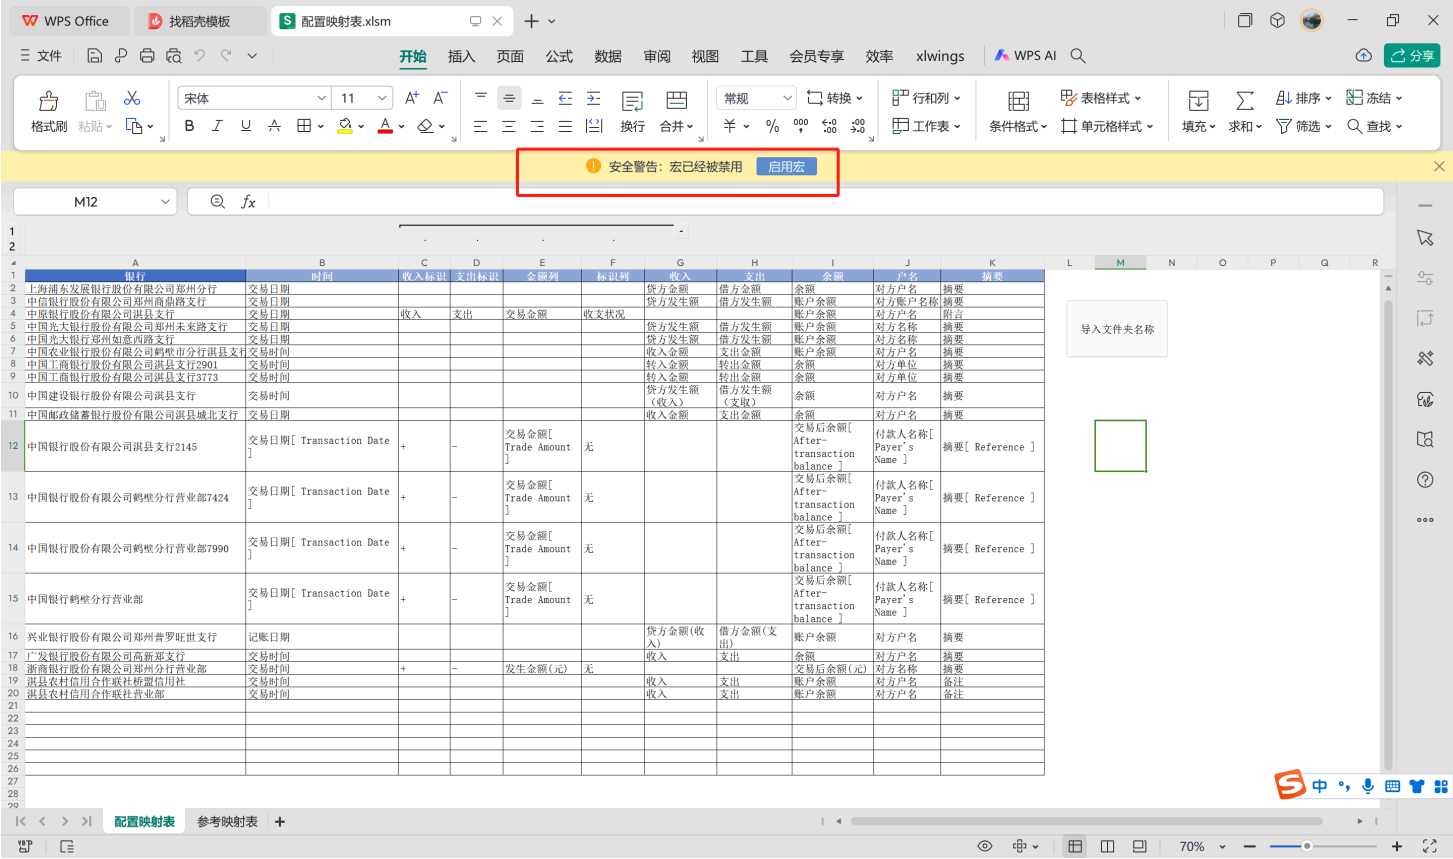 WPS Office 找稻壳模板 配置映射表.xlsm
文件 开始 插入 页面 公式 数据 审阅 视图 工具 会员专享 效率 xlwings WPS AI 分享
宋体 11 常规 转换 行和列 表格样式 排序 冻结
格式刷 粘贴 换行 合并 工作表 条件格式 单元格样式 填充 求和 筛选 查找
安全警告：宏已经被禁用 启用宏
M12 fx
1
2
A B C D E F G H I J K L M N O P Q R
1 银行 时间 收入标识 支出标识 金额列 标识列 收入 支出 余额 户名 摘要
2 上海浦东发展银行股份有限公司郑州分行 交易日期 贷方金额 借方金额 余额 对方户名 摘要
3 中信银行股份有限公司郑州商鼎路支行 交易日期 贷方发生额 借方发生额 账户余额 对方账户名称 摘要
4 中原银行股份有限公司淇县支行 交易日期 收入 支出 交易金额 收支状况 账户余额 对方户名 附言
5 中国光大银行股份有限公司郑州未来路支行 交易日期 贷方发生额 借方发生额 账户余额 对方名称 摘要
6 中国光大银行郑州如意西路支行 交易日期 贷方发生额 借方发生额 账户余额 对方名称 摘要
7 中国农业银行股份有限公司鹤壁市分行淇县支行 交易时间 收入金额 支出金额 账户余额 对方户名 摘要
8 中国工商银行股份有限公司淇县支行2901 交易时间 转入金额 转出金额 余额 对方单位 摘要
9 中国工商银行股份有限公司淇县支行3773 交易时间 转入金额 转出金额 余额 对方单位 摘要
10 中国建设银行股份有限公司淇县支行 交易时间 贷方发生额（收入） 借方发生额（支取） 余额 对方户名 摘要
11 中国邮政储蓄银行股份有限公司淇县城北支行 交易日期 收入金额 支出金额 余额 对方户名 摘要
12 中国银行股份有限公司淇县支行2145 交易日期[ Transaction Date ] + - 交易金额[ Trade Amount ] 无 交易后余额[ After-transaction balance ] 付款人名称[ Payer's Name ] 摘要[ Reference ]
13 中国银行股份有限公司鹤壁分行营业部7424 交易日期[ Transaction Date ] + - 交易金额[ Trade Amount ] 无 交易后余额[ After-transaction balance ] 付款人名称[ Payer's Name ] 摘要[ Reference ]
14 中国银行股份有限公司鹤壁分行营业部7990 交易日期[ Transaction Date ] + - 交易金额[ Trade Amount ] 无 交易后余额[ After-transaction balance ] 付款人名称[ Payer's Name ] 摘要[ Reference ]
15 中国银行鹤壁分行营业部 交易日期[ Transaction Date ] + - 交易金额[ Trade Amount ] 无 交易后余额[ After-transaction balance ] 付款人名称[ Payer's Name ] 摘要[ Reference ]
16 兴业银行股份有限公司郑州普罗旺世支行 记账日期 贷方金额(收入) 借方金额(支出) 账户余额 对方户名 摘要
17 广发银行股份有限公司高新郑支行 交易时间 收入 支出 余额 对方户名 摘要
18 浙商银行股份有限公司郑州分行营业部 交易时间 + - 发生金额(元) 无 交易后余额(元) 对方名称 摘要
19 淇县农村信用合作联社桥盟信用社 交易时间 收入 支出 账户余额 对方户名 备注
20 淇县农村信用合作联社营业部 交易时间 收入 支出 账户余额 对方户名 备注
21
22
23
24
25
26
27
28
29
导入文件夹名称
中
配置映射表 参考映射表
70%